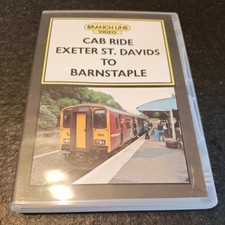 BRANCH LINE
VIDEO
CAB RIDE
EXETER ST. DAVIDS
TO
BARNSTAPLE